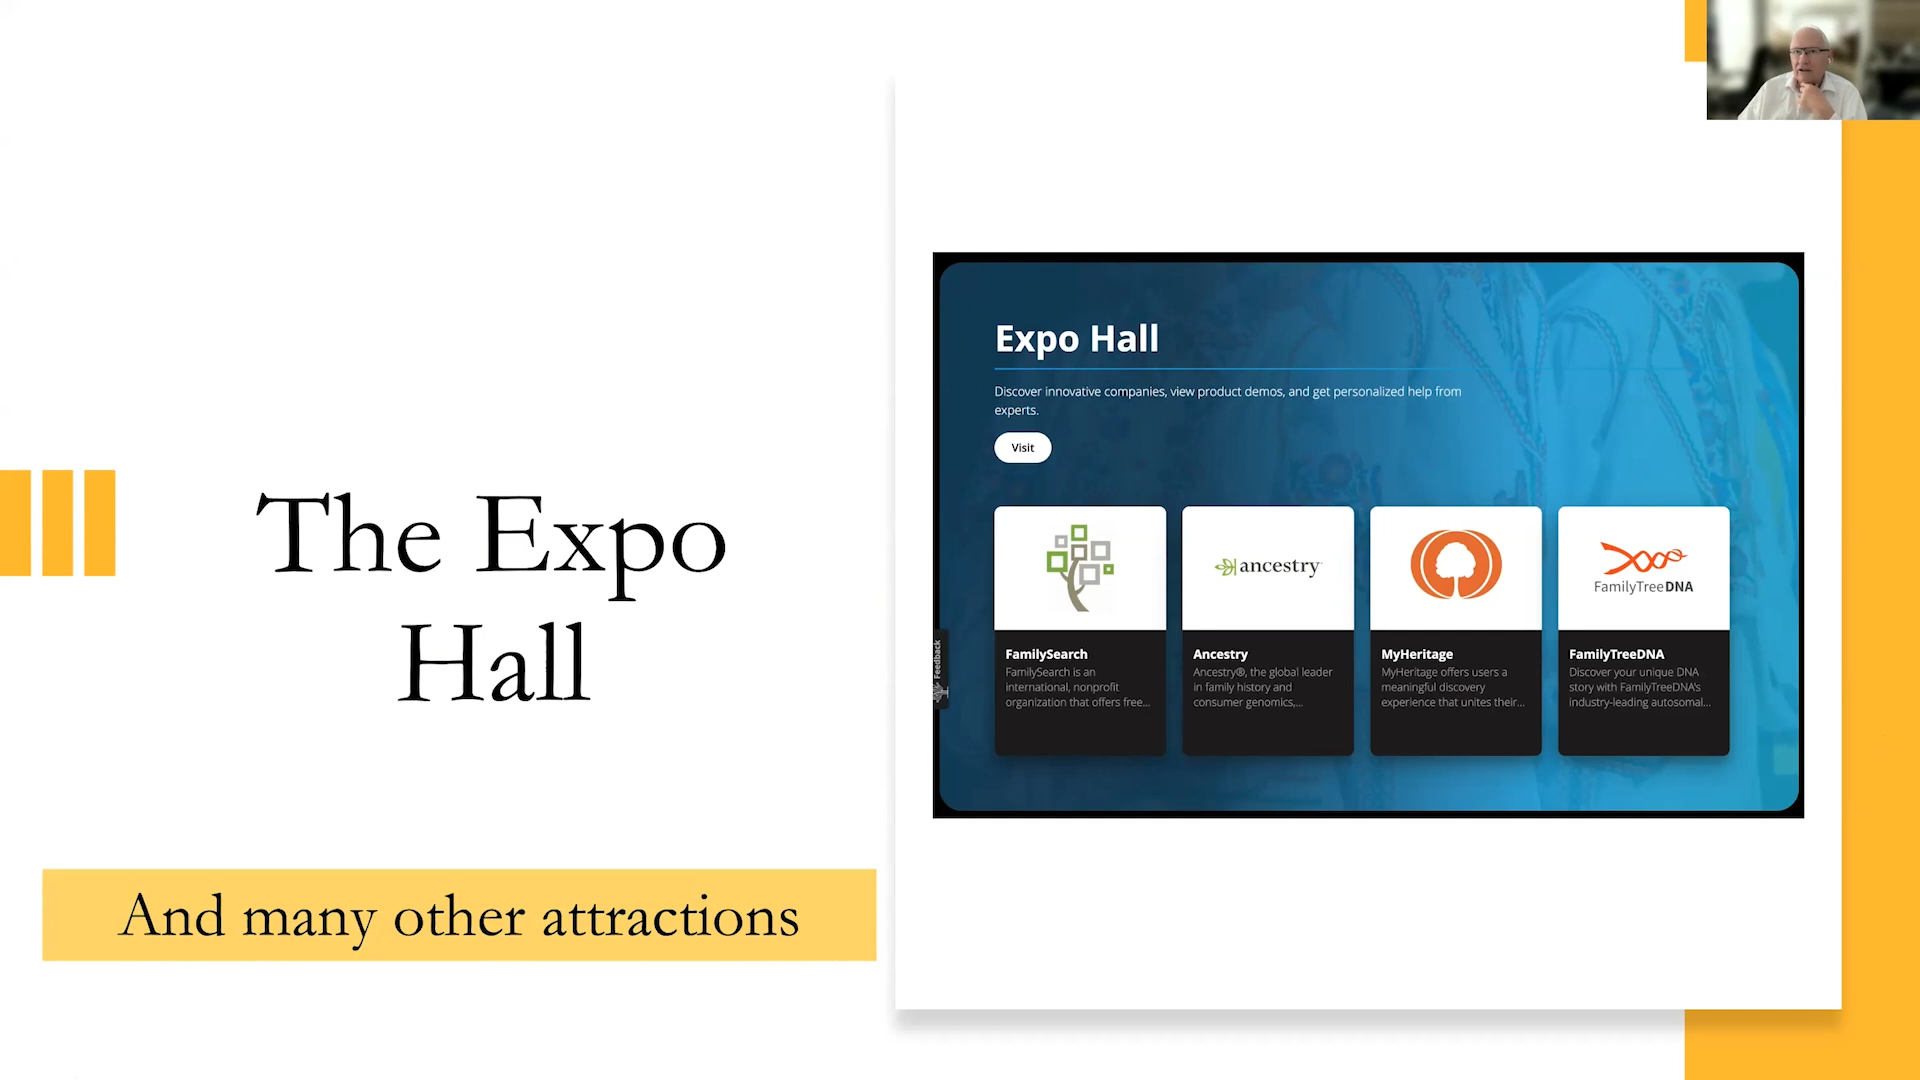 The Expo
Hall
And many other attractions
Expo Hall
Discover innovative companies, view product demos, and get personalized help from
experts.
Visit
Feedback
ancestry
FamilyTreeDNA
FamilySearch
FamilySearch is an
international, nonprofit
organization that offers free...
Ancestry
Ancestry®, the global leader
in family history and
consumer genomics,...
MyHeritage
MyHeritage offers users a
meaningful discovery
experience that unites their...
FamilyTreeDNA
Discover your unique DNA
story with FamilyTreeDNA's
industry-leading autosomal...